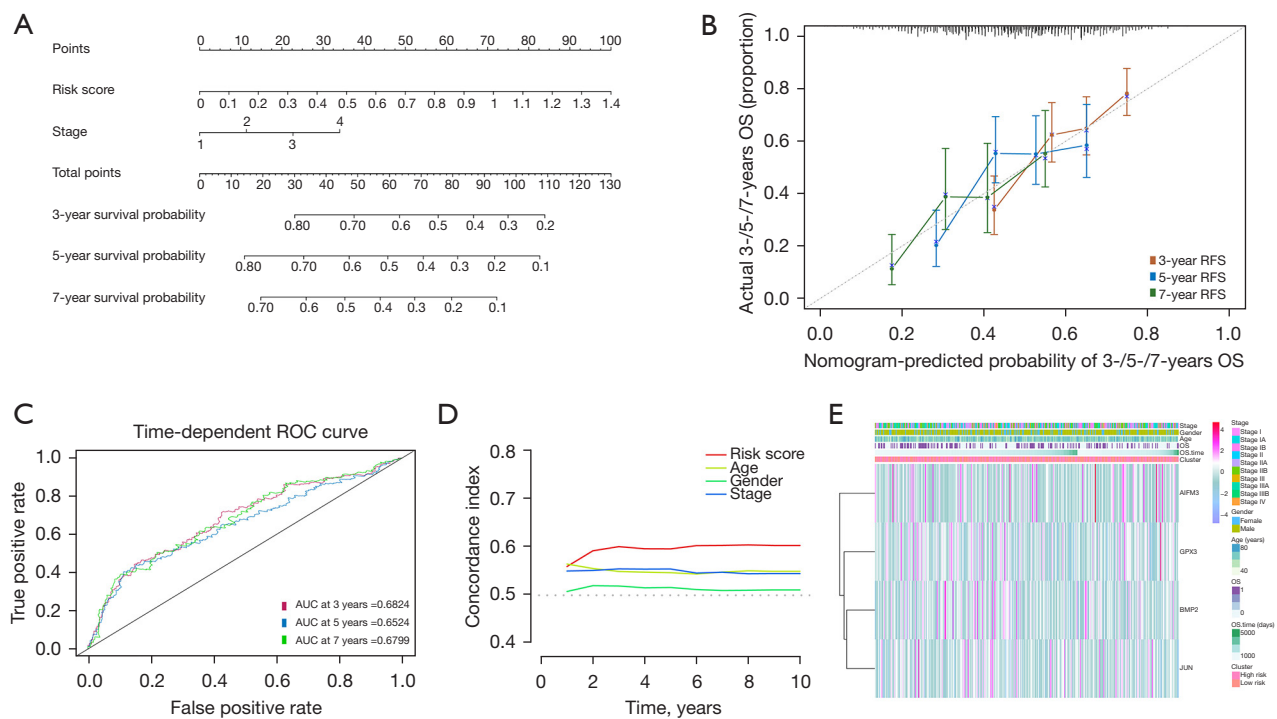 A
Points
0 10 20 30 40 50 60 70 80 90 100
Risk score
0 0.1 0.2 0.3 0.4 0.5 0.6 0.7 0.8 0.9 1 1.1 1.2 1.3 1.4
Stage
2 4
1 3
Total points
0 10 20 30 40 50 60 70 80 90 100 110 120 130
3-year survival probability
0.80 0.70 0.6 0.5 0.4 0.3 0.2
5-year survival probability
0.80 0.70 0.6 0.5 0.4 0.3 0.2 0.1
7-year survival probability
0.70 0.6 0.5 0.4 0.3 0.2 0.1
B
Actual 3-/5-/7-years OS (proportion)
1.0
0.8
0.6
0.4
0.2
0.0
3-year RFS
5-year RFS
7-year RFS
0.0 0.2 0.4 0.6 0.8 1.0
Nomogram-predicted probability of 3-/5-/7-years OS
C
Time-dependent ROC curve
True positive rate
1.0
0.8
0.6
0.4
0.2
0.0
AUC at 3 years =0.6824
AUC at 5 years =0.6524
AUC at 7 years =0.6799
0.0 0.2 0.4 0.6 0.8 1.0
False positive rate
D
Concordance index
0.8
0.7
0.6
0.5
0.4
Risk score
Age
Gender
Stage
0 2 4 6 8 10
Time, years
E
Stage
Gender
Age
OS
OS.time
Cluster
AIFM3
GPX3
BMP2
JUN
4
2
0
−2
−4
Stage
Stage I
Stage IA
Stage IB
Stage II
Stage IIA
Stage IIB
Stage III
Stage IIIA
Stage IIIB
Stage IV
Gender
Female
Male
Age (years)
80
40
OS
1
0
OS.time (days)
5000
1000
Cluster
High risk
Low risk